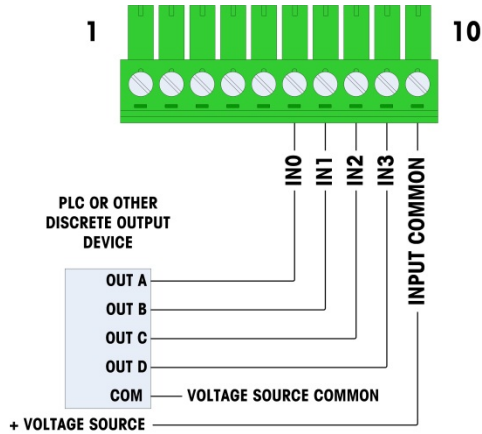 1
10
IN0
IN1
IN2
IN3
INPUT COMMON
PLC OR OTHER
DISCRETE OUTPUT
DEVICE
OUT A
OUT B
OUT C
OUT D
COM
VOLTAGE SOURCE COMMON
+ VOLTAGE SOURCE